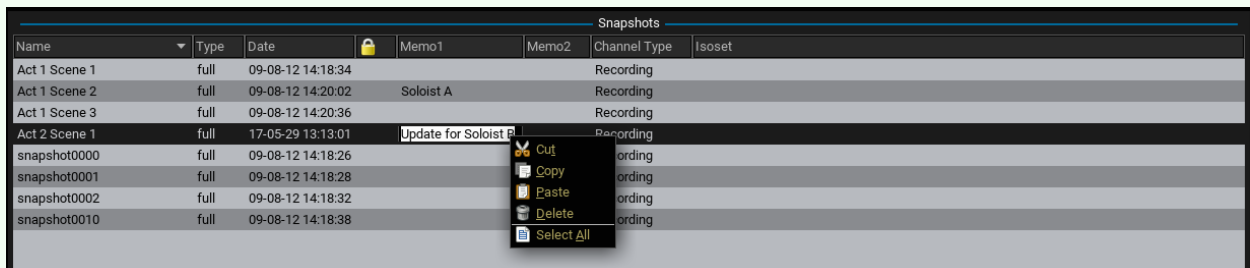 Snapshots
Name Type Date Memo1 Memo2 Channel Type Isoset
Act 1 Scene 1 full 09-08-12 14:18:34 Recording
Act 1 Scene 2 full 09-08-12 14:20:02 Soloist A Recording
Act 1 Scene 3 full 09-08-12 14:20:36 Recording
Act 2 Scene 1 full 17-05-29 13:13:01 Update for Soloist B Recording
Cut
snapshot0000 full 09-08-12 14:18:26 ording
Copy
snapshot0001 full 09-08-12 14:18:28 ording
Paste
snapshot0002 full 09-08-12 14:18:32 ording
Delete
snapshot0010 full 09-08-12 14:18:38 ording
Select All